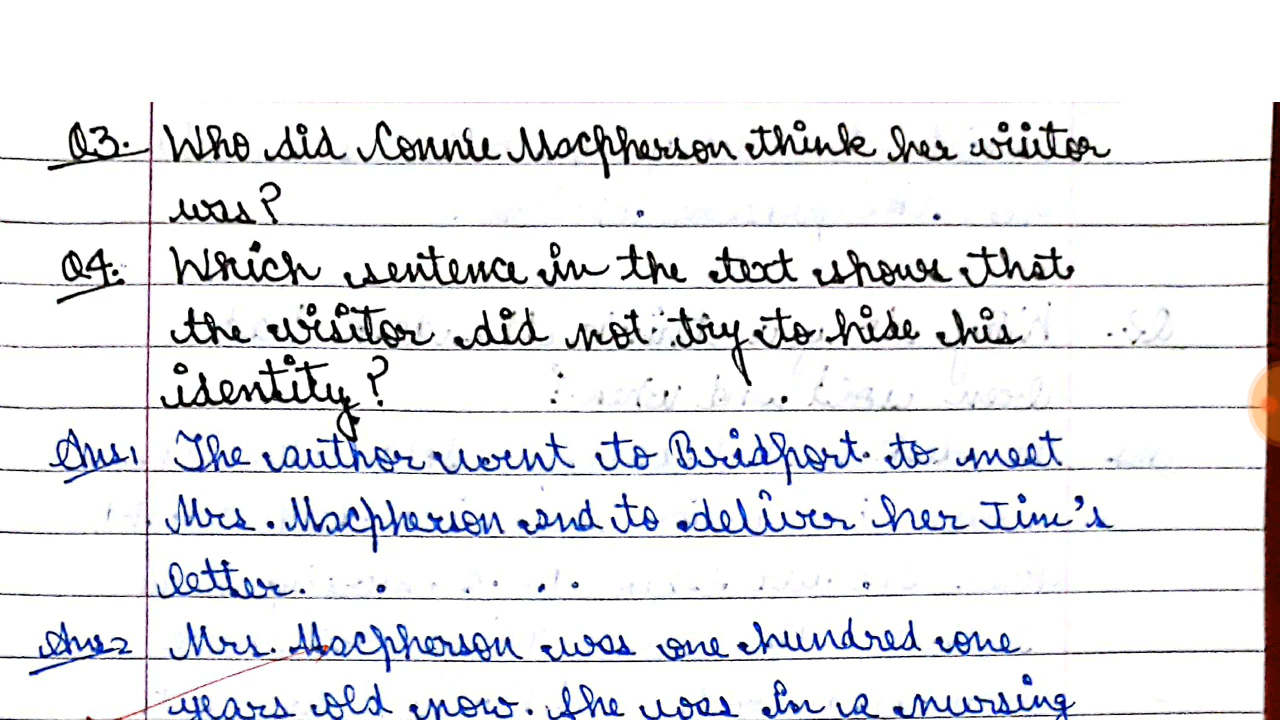 Q3. Who did Connie Macpherson think her visitor
was?
Q4. Which sentence in the text shows that
the visitor did not try to hide his
identity?
Ans1 The author went to Bridport to meet
Mrs. Macpherson and to deliver her Jim's
letter.
Ans2 Mrs. Macpherson was one hundred one
years old now. She was in a nursing